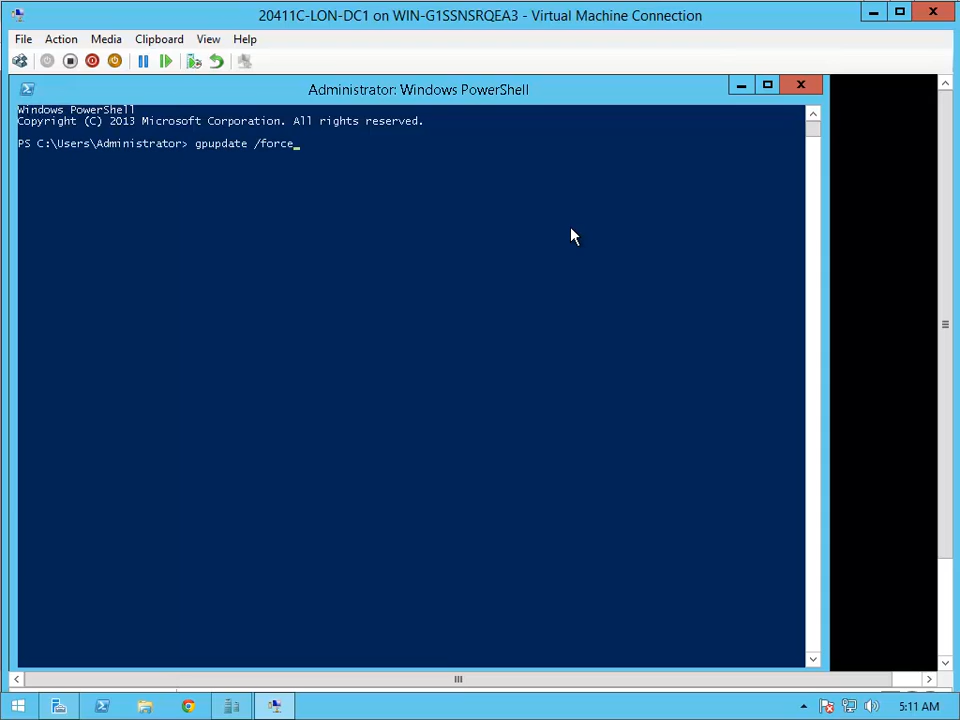 20411C-LON-DC1 on WIN-G1SSNSRQEA3 - Virtual Machine Connection
File Action Media Clipboard View Help
Administrator: Windows PowerShell
Windows PowerShell
Copyright (C) 2013 Microsoft Corporation. All rights reserved.
PS C:\Users\Administrator> gpupdate /force_
5:11 AM